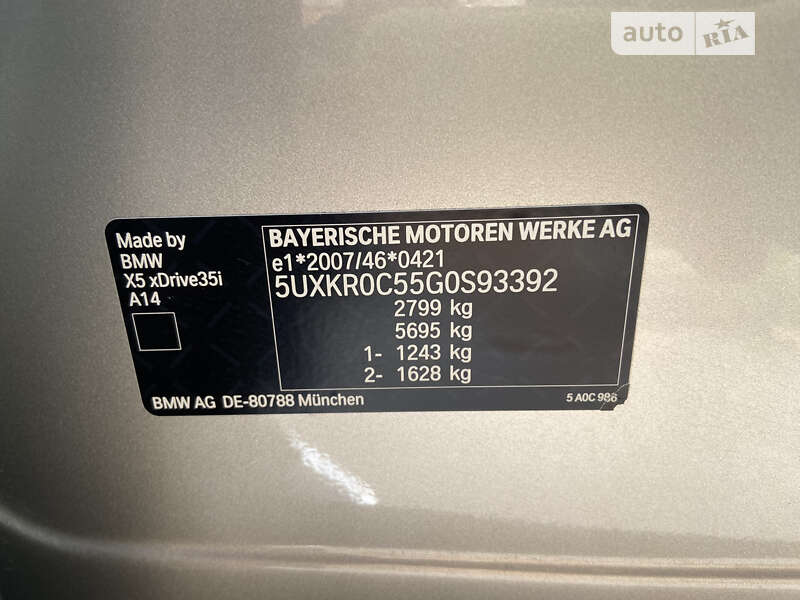 auto RIA
Made by
BMW
X5 xDrive35i
A14
BAYERISCHE MOTOREN WERKE AG
e1*2007/46*0421
5UXKR0C55G0S93392
2799 kg
5695 kg
1- 1243 kg
2- 1628 kg
BMW AG DE-80788 München
5 A0C 986